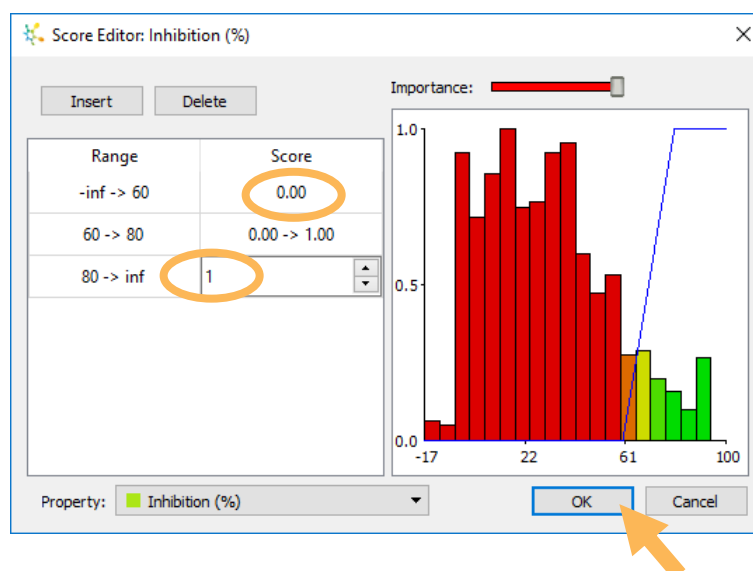 Score Editor: Inhibition (%)
Insert Delete
Importance:
Range Score
-inf -> 60 0.00
60 -> 80 0.00 -> 1.00
80 -> inf 1
1.0
0.5
0.0
-17 22 61 100
Property: Inhibition (%)
OK Cancel